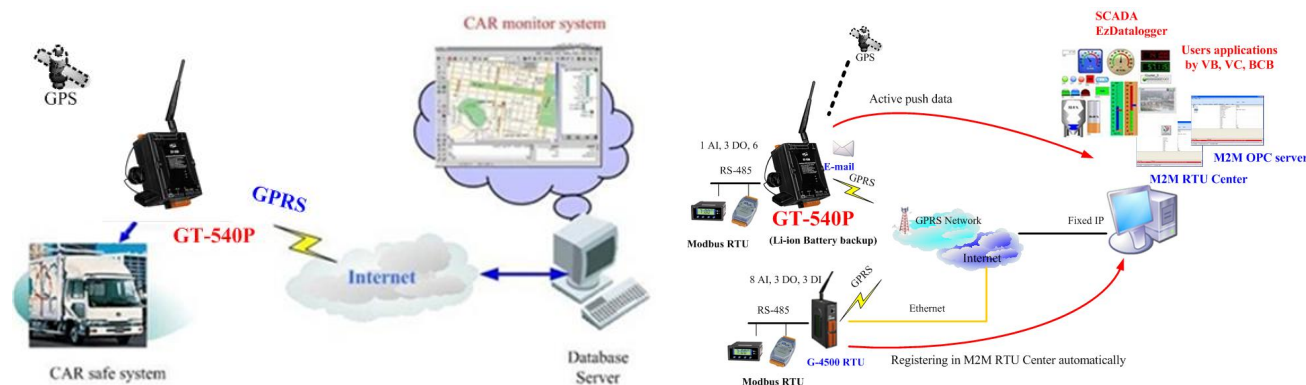 CAR monitor system
GPS
GPRS
GT-540P
Internet
CAR safe system
Database
Server
SCADA
EzDatalogger
Users applications
by VB, VC, BCB
GPS
Active push data
1 AI, 3 DO, 6
E-mail
RS-485
GPRS
M2M OPC server
M2M RTU Center
GT-540P
(Li-ion Battery backup)
Modbus RTU
GPRS Network
Fixed IP
Internet
8 AI, 3 DO, 3 DI
GPRS
RS-485
Ethernet
G-4500 RTU
Registering in M2M RTU Center automatically
Modbus RTU